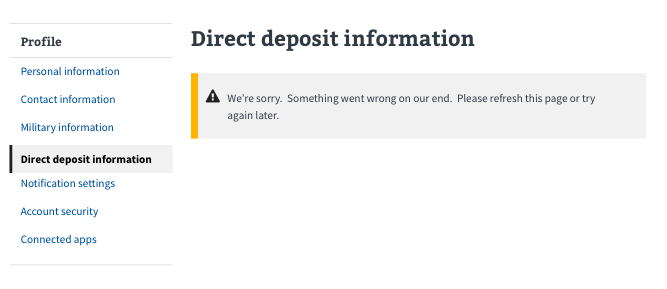 Profile
Personal information
Contact information
Military information
Direct deposit information
Notification settings
Account security
Connected apps
Direct deposit information
We're sorry.  Something went wrong on our end.  Please refresh this page or try
again later.